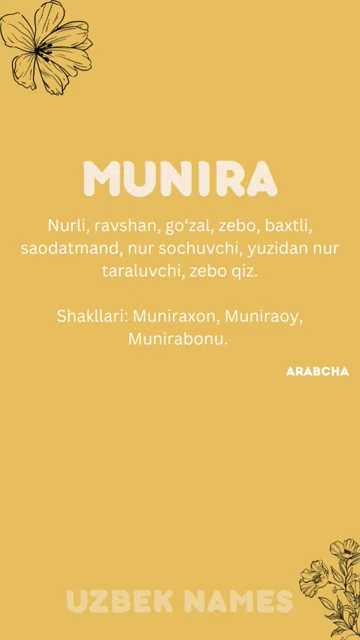 MUNIRA
Nurli, ravshan, go‘zal, zebo, baxtli,
saodatmand, nur sochuvchi, yuzidan nur
taraluvchi, zebo qiz.
Shakllari: Muniraxon, Muniraoy,
Munirabonu.
ARABCHA
UZBEK NAMES